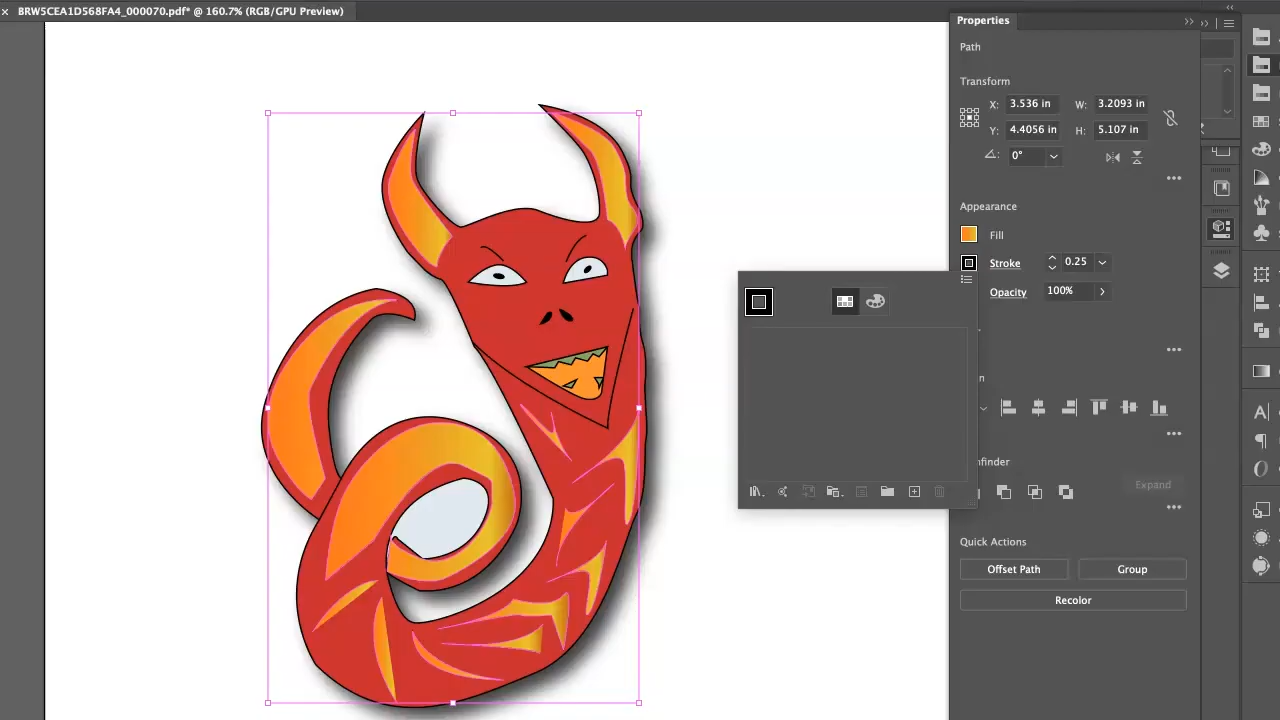 BRW5CEA1D568FA4_000070.pdf* @ 160.7% (RGB/GPU Preview)
Properties
Path
Transform
X: 3.536 in W: 3.2093 in
Y: 4.4056 in H: 5.107 in
0°
Appearance
Fill
Stroke 0.25
Opacity 100%
n
nfinder
Expand
Quick Actions
Offset Path Group
Recolor